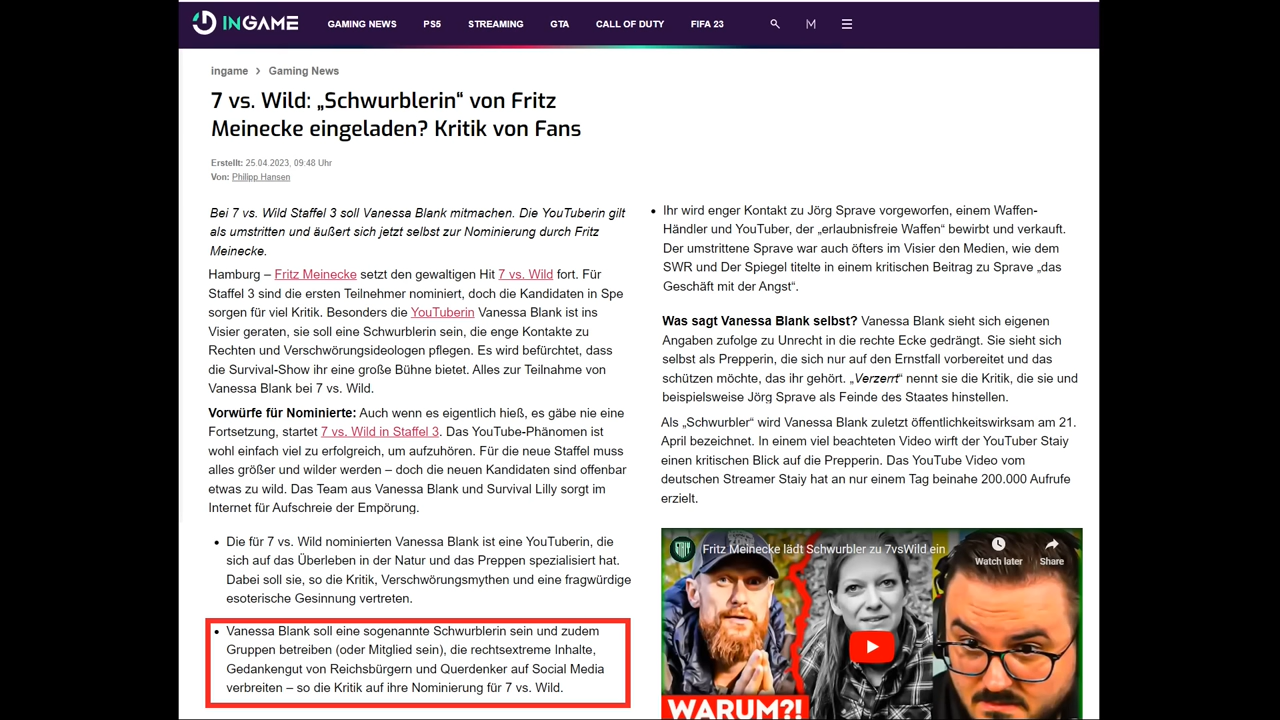 INGAME
GAMING NEWS PS5 STREAMING GTA CALL OF DUTY FIFA 23 M
ingame > Gaming News
7 vs. Wild: „Schwurblerin“ von Fritz
Meinecke eingeladen? Kritik von Fans
Erstellt: 25.04.2023, 09:48 Uhr
Von: Philipp Hansen
Bei 7 vs. Wild Staffel 3 soll Vanessa Blank mitmachen. Die YouTuberin gilt
als umstritten und äußert sich jetzt selbst zur Nominierung durch Fritz
Meinecke.
Hamburg – Fritz Meinecke setzt den gewaltigen Hit 7 vs. Wild fort. Für
Staffel 3 sind die ersten Teilnehmer nominiert, doch die Kandidaten in Spe
sorgen für viel Kritik. Besonders die YouTuberin Vanessa Blank ist ins
Visier geraten, sie soll eine Schwurblerin sein, die enge Kontakte zu
Rechten und Verschwörungsideologen pflegen. Es wird befürchtet, dass
die Survival-Show ihr eine große Bühne bietet. Alles zur Teilnahme von
Vanessa Blank bei 7 vs. Wild.
Vorwürfe für Nominierte: Auch wenn es eigentlich hieß, es gäbe nie eine
Fortsetzung, startet 7 vs. Wild in Staffel 3. Das YouTube-Phänomen ist
wohl einfach viel zu erfolgreich, um aufzuhören. Für die neue Staffel muss
alles größer und wilder werden – doch die neuen Kandidaten sind offenbar
etwas zu wild. Das Team aus Vanessa Blank und Survival Lilly sorgt im
Internet für Aufschreie der Empörung.
• Die für 7 vs. Wild nominierten Vanessa Blank ist eine YouTuberin, die
sich auf das Überleben in der Natur und das Preppen spezialisiert hat.
Dabei soll sie, so die Kritik, Verschwörungsmythen und eine fragwürdige
esoterische Gesinnung vertreten.
• Vanessa Blank soll eine sogenannte Schwurblerin sein und zudem
Gruppen betreiben (oder Mitglied sein), die rechtsextreme Inhalte,
Gedankengut von Reichsbürgern und Querdenker auf Social Media
verbreiten – so die Kritik auf ihre Nominierung für 7 vs. Wild.
• Ihr wird enger Kontakt zu Jörg Sprave vorgeworfen, einem Waffen-
Händler und YouTuber, der „erlaubnisfreie Waffen“ bewirbt und verkauft.
Der umstrittene Sprave war auch öfters im Visier den Medien, wie dem
SWR und Der Spiegel titelte in einem kritischen Beitrag zu Sprave „das
Geschäft mit der Angst“.
Was sagt Vanessa Blank selbst? Vanessa Blank sieht sich eigenen
Angaben zufolge zu Unrecht in die rechte Ecke gedrängt. Sie sieht sich
selbst als Prepperin, die sich nur auf den Ernstfall vorbereitet und das
schützen möchte, das ihr gehört. „Verzerrt“ nennt sie die Kritik, die sie und
beispielsweise Jörg Sprave als Feinde des Staates hinstellen.
Als „Schwurbler“ wird Vanessa Blank zuletzt öffentlichkeitswirksam am 21.
April bezeichnet. In einem viel beachteten Video wirft der YouTuber Staiy
einen kritischen Blick auf die Prepperin. Das YouTube Video vom
deutschen Streamer Staiy hat an nur einem Tag beinahe 200.000 Aufrufe
erzielt.
STAIY
Fritz Meinecke lädt Schwurbler zu 7vsWild ein
Watch later Share
WARUM?!